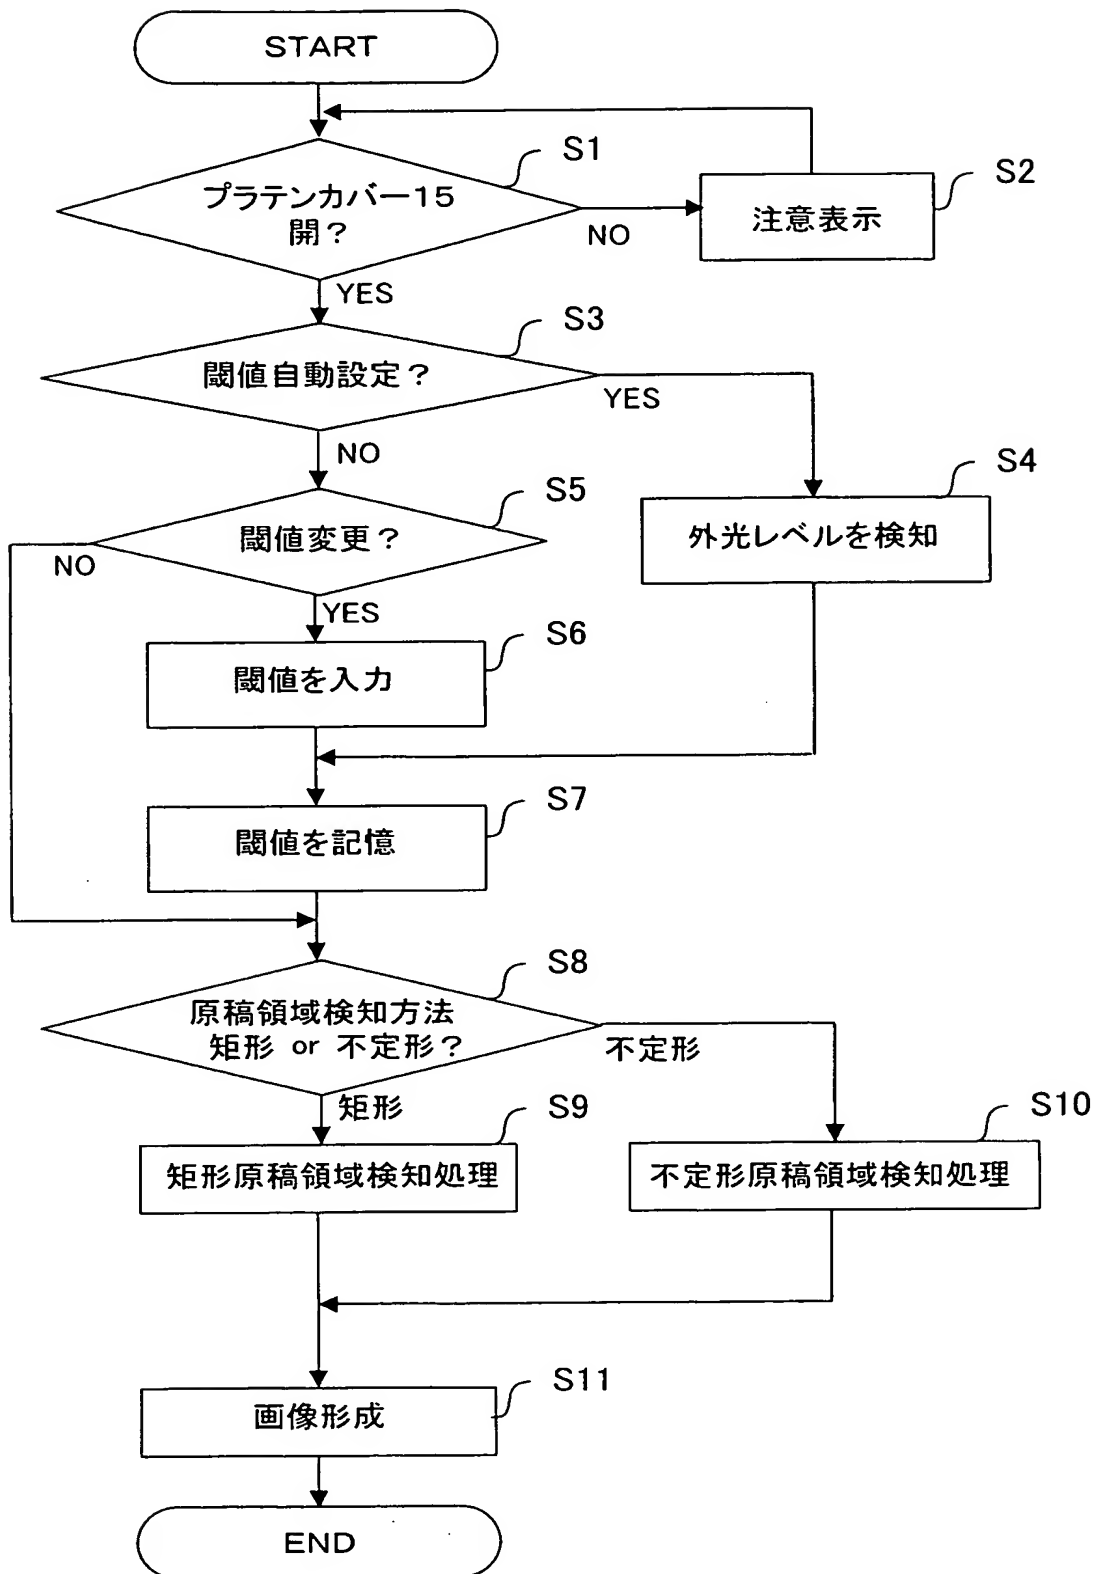 START
S1
プラテンカバー15
開？
S2
注意表示
NO
YES
S3
閾値自動設定？
YES
NO
S4
外光レベルを検知
S5
閾値変更？
NO
YES
S6
閾値を入力
S7
閾値を記憶
S8
原稿領域検知方法
矩形 or 不定形？
不定形
矩形
S9
矩形原稿領域検知処理
S10
不定形原稿領域検知処理
S11
画像形成
END